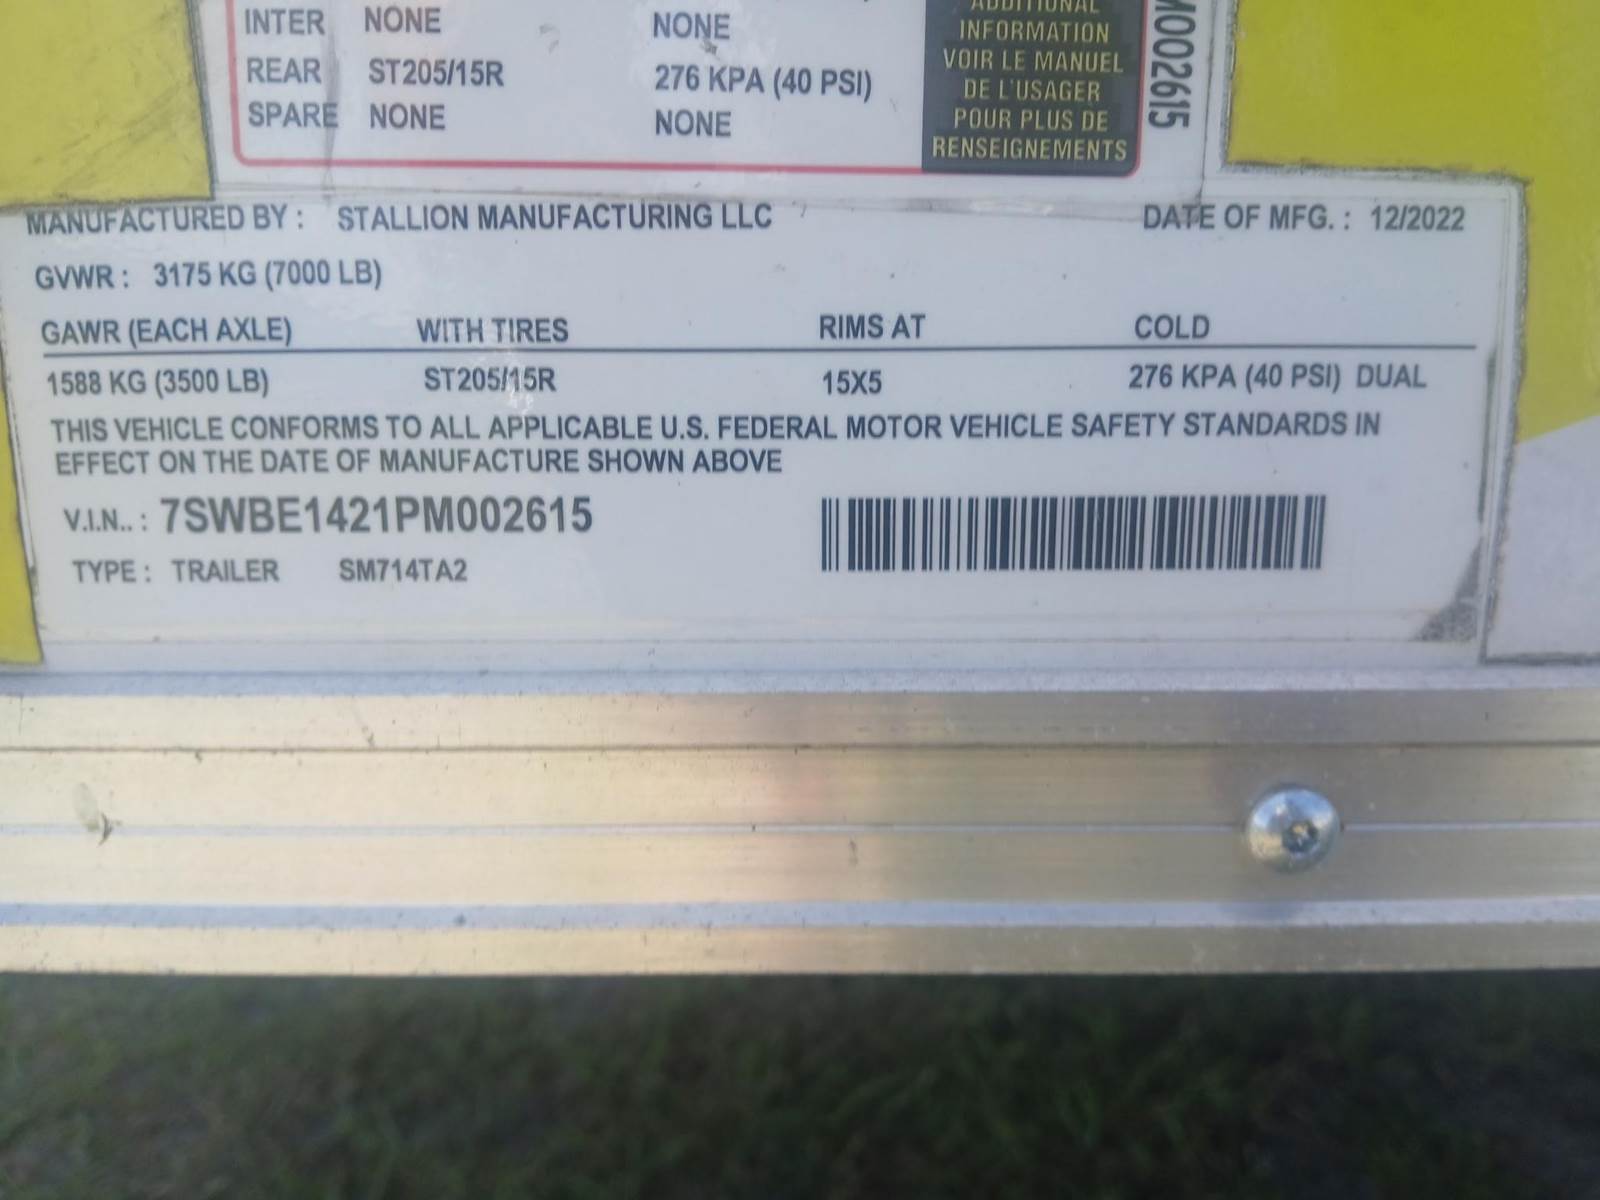 INTER NONE NONE
REAR ST205/15R 276 KPA (40 PSI)
SPARE NONE NONE
ADDITIONAL
INFORMATION
VOIR LE MANUEL
DE L'USAGER
POUR PLUS DE
RENSEIGNEMENTS
M002615
MANUFACTURED BY : STALLION MANUFACTURING LLC DATE OF MFG. : 12/2022
GVWR : 3175 KG (7000 LB)
GAWR (EACH AXLE) WITH TIRES RIMS AT COLD
1588 KG (3500 LB) ST205/15R 15X5 276 KPA (40 PSI) DUAL
THIS VEHICLE CONFORMS TO ALL APPLICABLE U.S. FEDERAL MOTOR VEHICLE SAFETY STANDARDS IN
EFFECT ON THE DATE OF MANUFACTURE SHOWN ABOVE
V.I.N.. : 7SWBE1421PM002615
TYPE : TRAILER SM714TA2